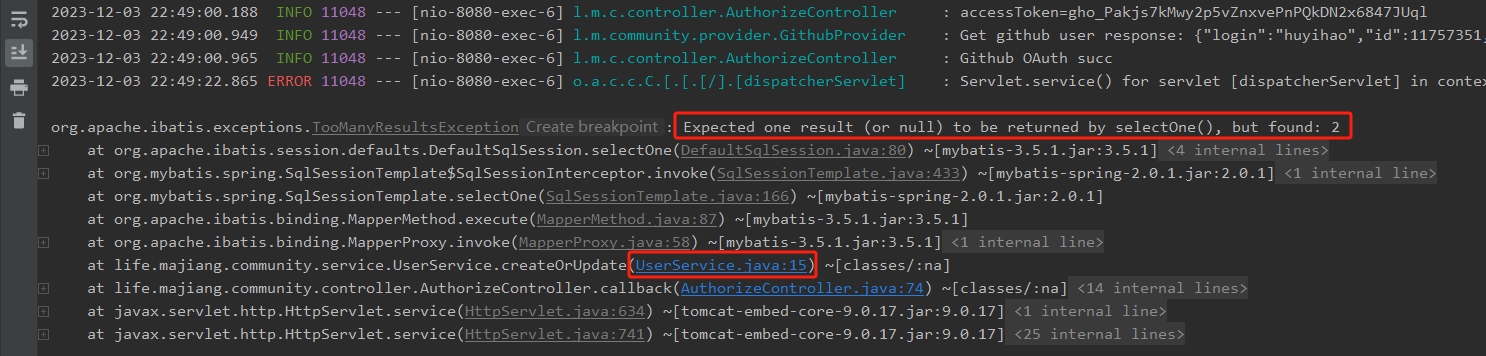 2023-12-03 22:49:00.188  INFO 11048 --- [nio-8080-exec-6] l.m.c.controller.AuthorizeController     : accessToken=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
2023-12-03 22:49:00.949  INFO 11048 --- [nio-8080-exec-6] l.m.community.provider.GithubProvider    : Get github user response: {"login":"huyihao","id":11757351,
2023-12-03 22:49:00.965  INFO 11048 --- [nio-8080-exec-6] l.m.c.controller.AuthorizeController     : Github OAuth succ
2023-12-03 22:49:22.865 ERROR 11048 --- [nio-8080-exec-6] o.a.c.c.C.[.[.[/].[dispatcherServlet]    : Servlet.service() for servlet [dispatcherServlet] in conte
org.apache.ibatis.exceptions.TooManyResultsException Create breakpoint : Expected one result (or null) to be returned by selectOne(), but found: 2
at org.apache.ibatis.session.defaults.DefaultSqlSession.selectOne(DefaultSqlSession.java:80) ~[mybatis-3.5.1.jar:3.5.1] <4 internal lines>
at org.mybatis.spring.SqlSessionTemplate$SqlSessionInterceptor.invoke(SqlSessionTemplate.java:433) ~[mybatis-spring-2.0.1.jar:2.0.1] <1 internal line>
at org.mybatis.spring.SqlSessionTemplate.selectOne(SqlSessionTemplate.java:166) ~[mybatis-spring-2.0.1.jar:2.0.1]
at org.apache.ibatis.binding.MapperMethod.execute(MapperMethod.java:87) ~[mybatis-3.5.1.jar:3.5.1]
at org.apache.ibatis.binding.MapperProxy.invoke(MapperProxy.java:58) ~[mybatis-3.5.1.jar:3.5.1] <1 internal line>
at life.majiang.community.service.UserService.createOrUpdate(UserService.java:15) ~[classes/:na]
at life.majiang.community.controller.AuthorizeController.callback(AuthorizeController.java:74) ~[classes/:na] <14 internal lines>
at javax.servlet.http.HttpServlet.service(HttpServlet.java:634) ~[tomcat-embed-core-9.0.17.jar:9.0.17] <1 internal line>
at javax.servlet.http.HttpServlet.service(HttpServlet.java:741) ~[tomcat-embed-core-9.0.17.jar:9.0.17] <25 internal lines>